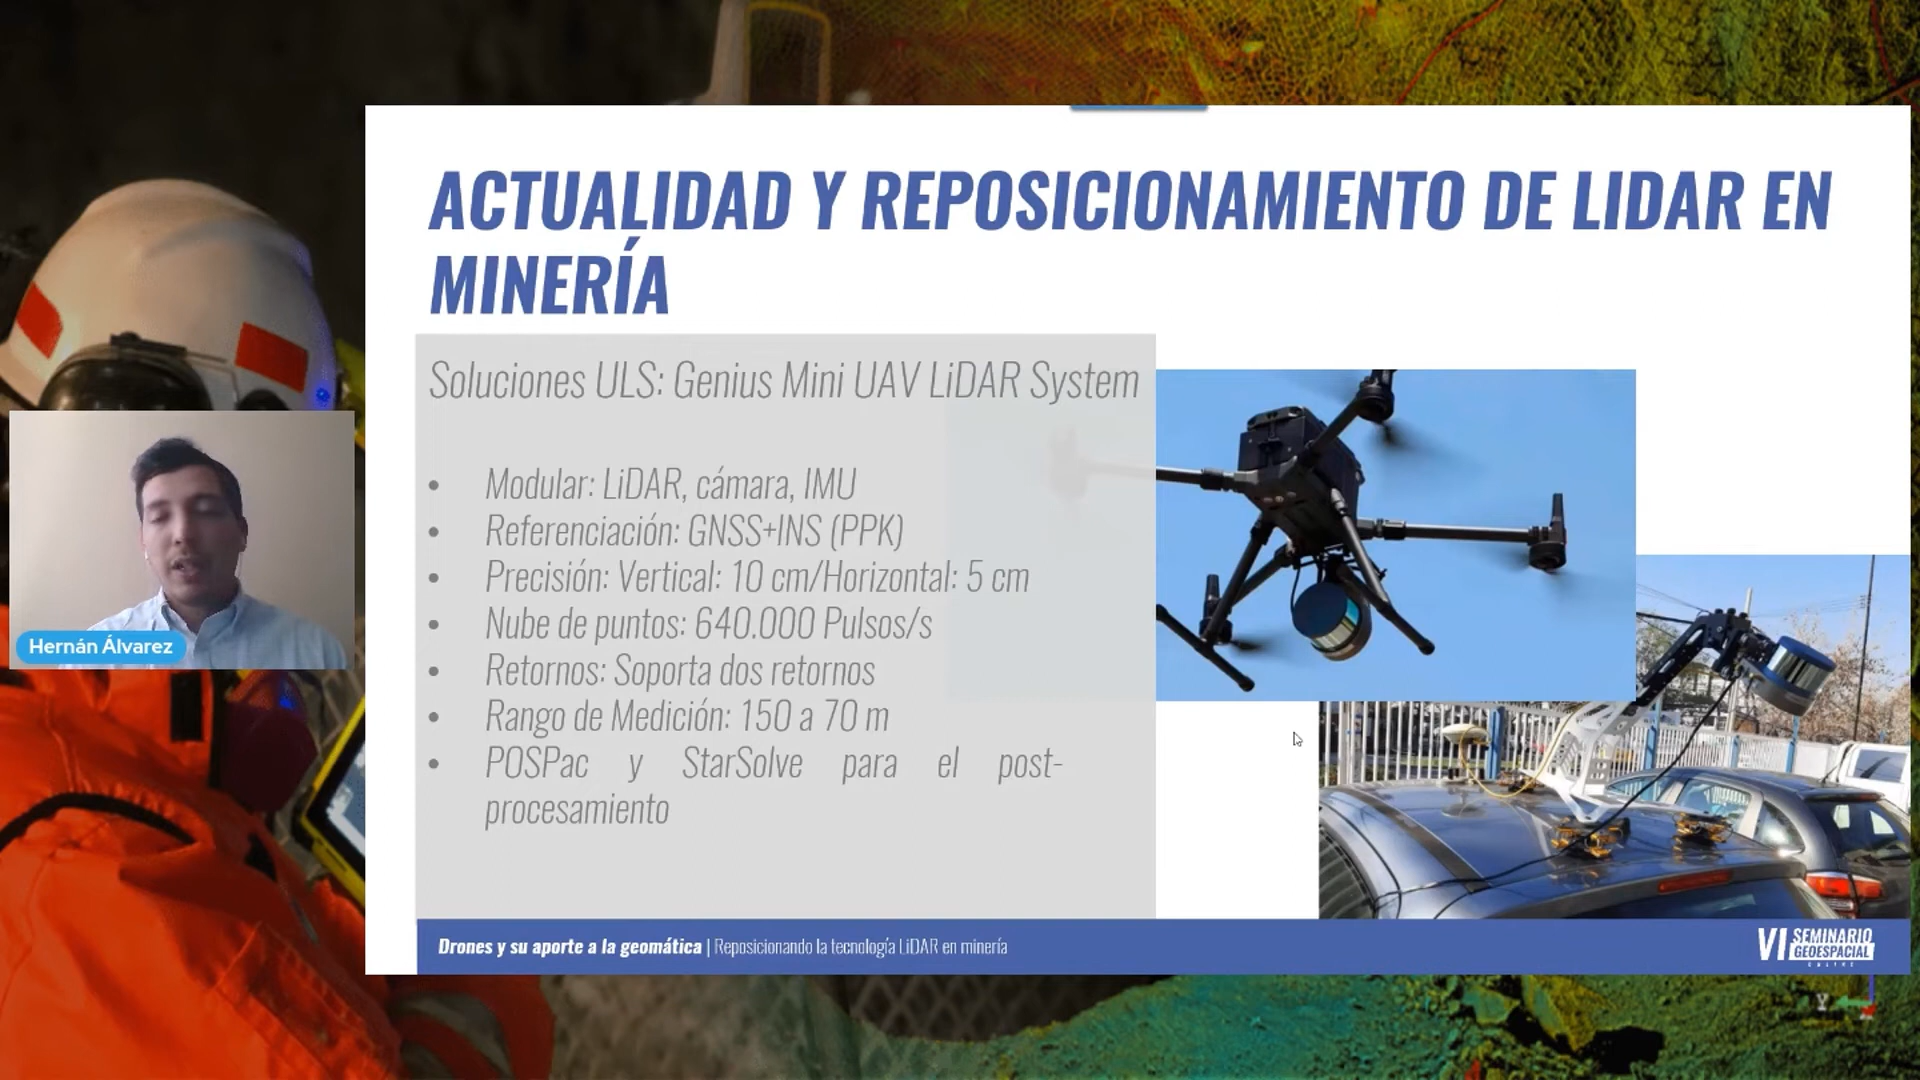 ACTUALIDAD Y REPOSICIONAMIENTO DE LIDAR EN
MINERÍA
Soluciones ULS: Genius Mini UAV LiDAR System
• Modular: LiDAR, cámara, IMU
• Referenciación: GNSS+INS (PPK)
• Precisión: Vertical: 10 cm/Horizontal: 5 cm
• Nube de puntos: 640.000 Pulsos/s
• Retornos: Soporta dos retornos
• Rango de Medición: 150 a 70 m
• POSPac y StarSolve para el post-
procesamiento
Hernán Álvarez
Drones y su aporte a la geomática | Reposicionando la tecnología LiDAR en minería
VI SEMINARIO
GEOESPACIAL
ONLINE
Y